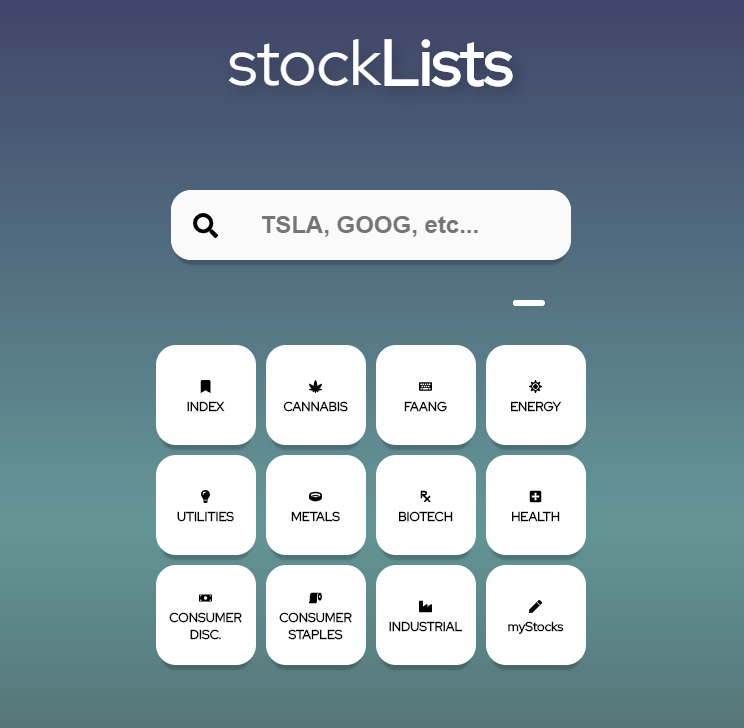 stockLists
TSLA, GOOG, etc...
INDEX
CANNABIS
FAANG
ENERGY
UTILITIES
METALS
BIOTECH
HEALTH
CONSUMER
DISC.
CONSUMER
STAPLES
INDUSTRIAL
myStocks